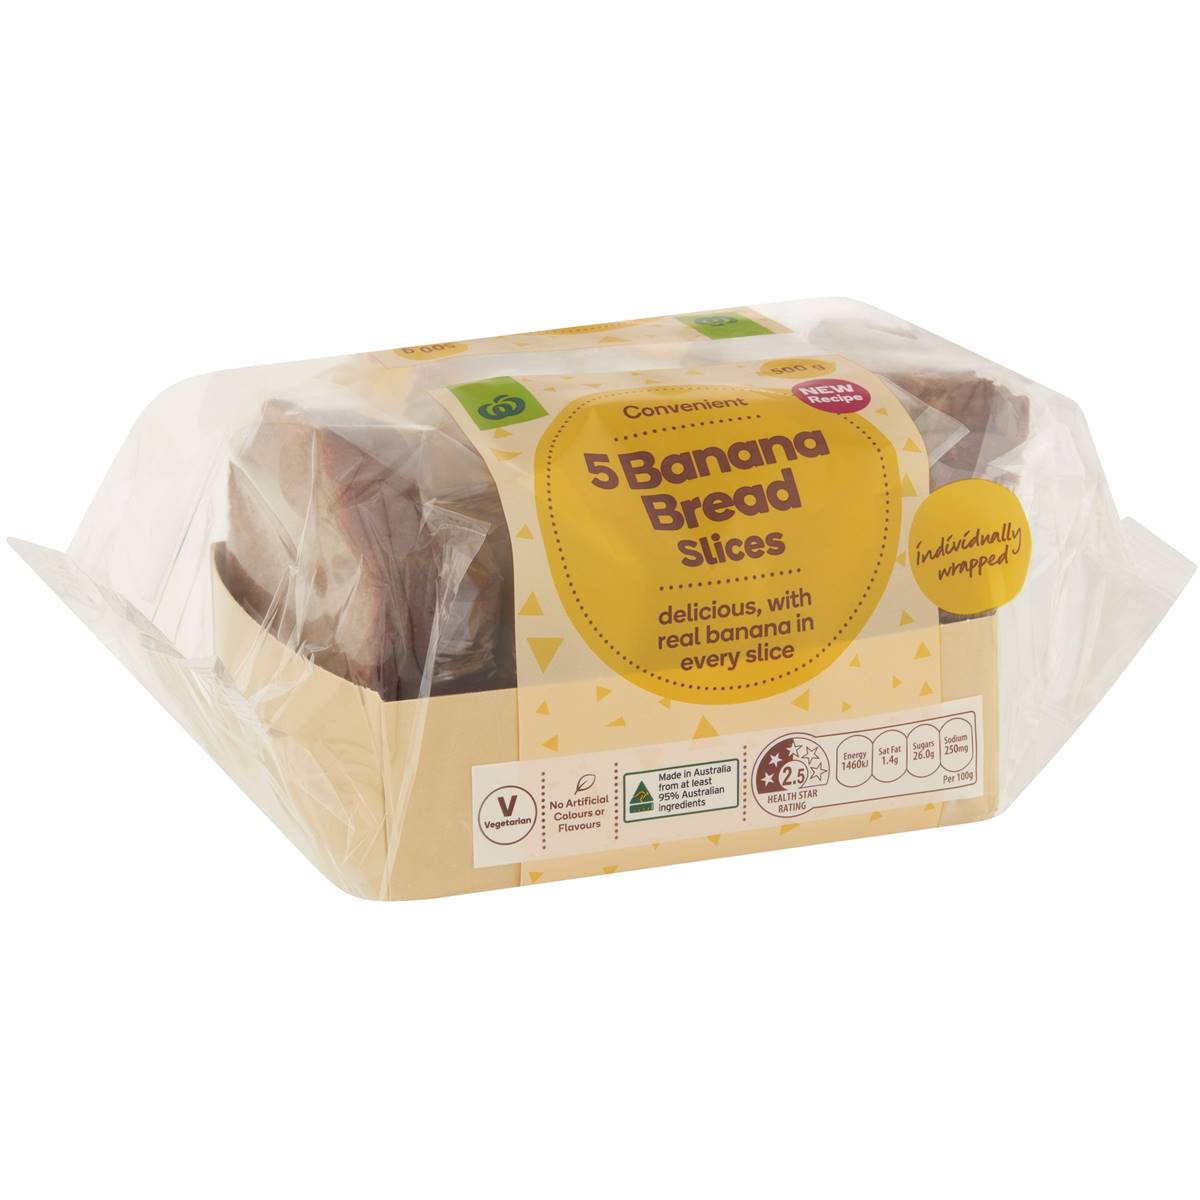 500 g
500 g
NEW
Recipe
Convenient
5 Banana
Bread
Slices
delicious, with
real banana in
every slice
individually
wrapped
V
Vegetarian
No Artificial
Colours or
Flavours
Made in Australia
from at least
95% Australian
ingredients
2.5
HEALTH STAR
RATING
Energy
1460kJ
Sat Fat
1.4g
Sugars
26.0g
Sodium
250mg
Per 100g